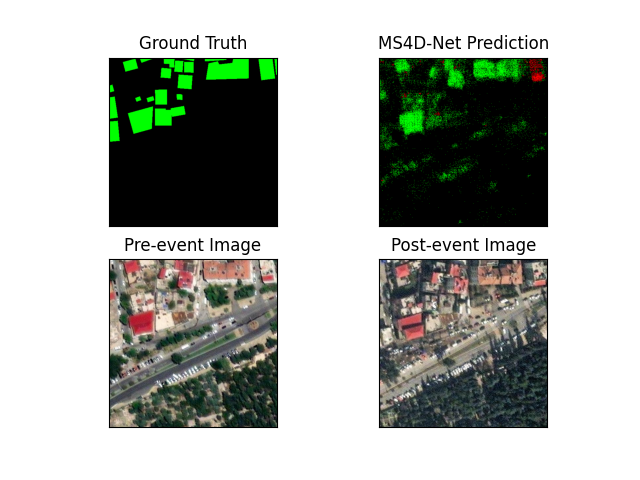 Ground Truth
MS4D-Net Prediction
Pre-event Image
Post-event Image